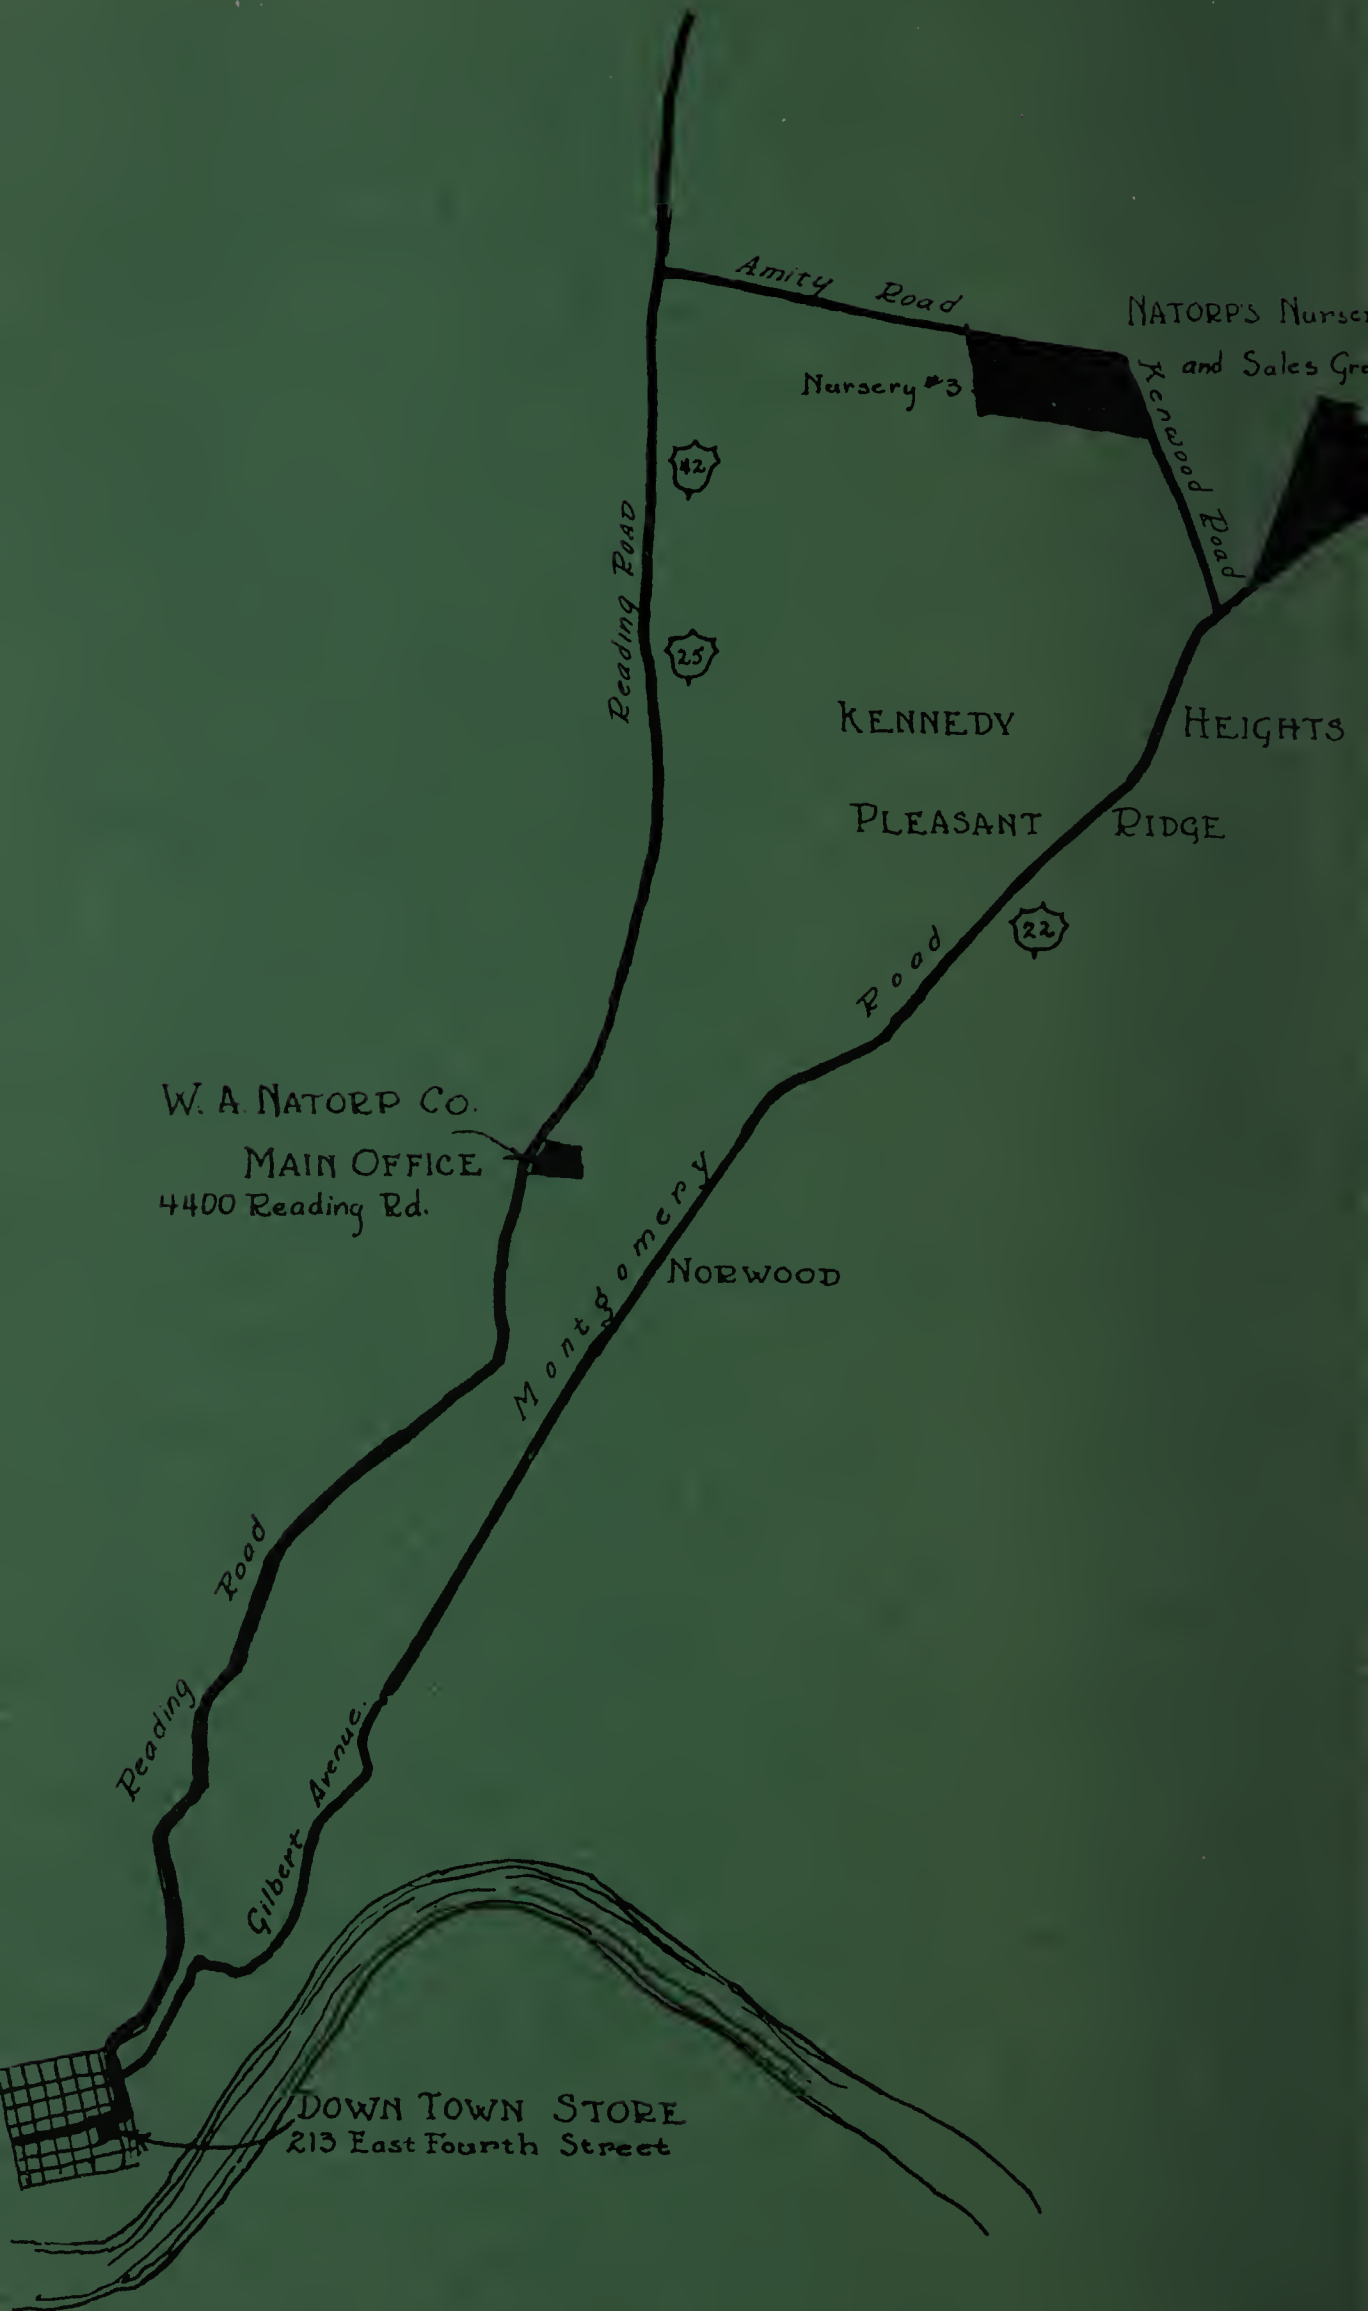 Amity Road
NATORP'S
and Sales
Nursery #3
Kenwood Road
42
Reading ROAD
25
KENNEDY HEIGHTS
PLEASANT RIDGE
22
Montgomery Road
W. A. NATORP CO.
MAIN OFFICE
4400 Reading Rd.
NORWOOD
Reading Road
Gilbert Avenue.
DOWN TOWN STORE
213 East Fourth Street